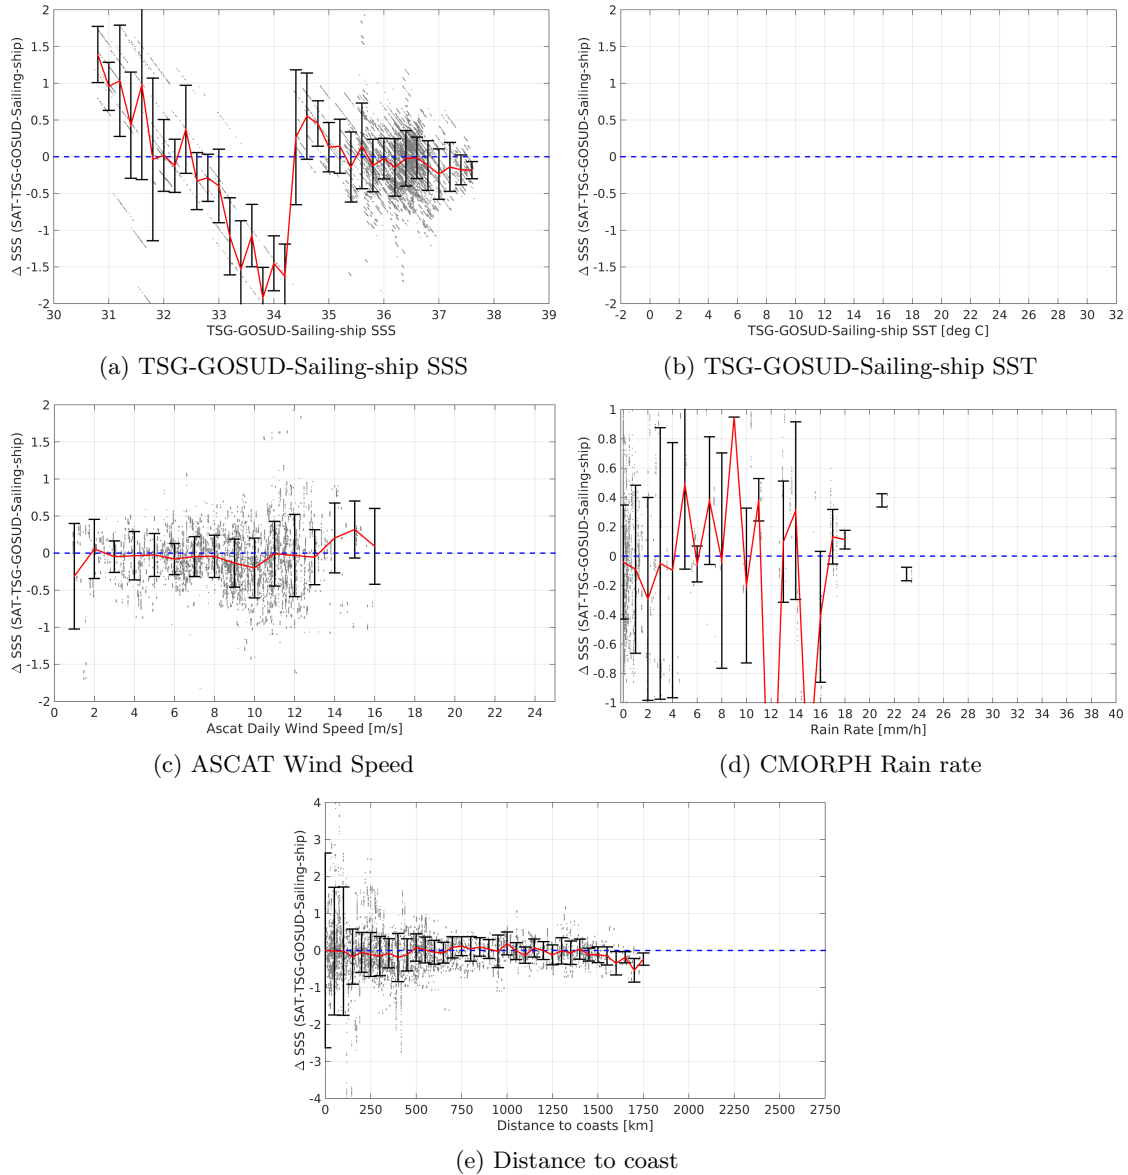 2
1.5
1
0.5
0
-0.5
-1
-1.5
-2
30 31 32 33 34 35 36 37 38 39
Δ SSS (SAT-TSG-GOSUD-Sailing-ship)
TSG-GOSUD-Sailing-ship SSS
(a) TSG-GOSUD-Sailing-ship SSS
2
1.5
1
0.5
0
-0.5
-1
-1.5
-2
-2 0 2 4 6 8 10 12 14 16 18 20 22 24 26 28 30 32
Δ SSS (SAT-TSG-GOSUD-Sailing-ship)
TSG-GOSUD-Sailing-ship SST [deg C]
(b) TSG-GOSUD-Sailing-ship SST
2
1.5
1
0.5
0
-0.5
-1
-1.5
-2
0 2 4 6 8 10 12 14 16 18 20 22 24
Δ SSS (SAT-TSG-GOSUD-Sailing-ship)
Ascat Daily Wind Speed [m/s]
(c) ASCAT Wind Speed
1
0.8
0.6
0.4
0.2
0
-0.2
-0.4
-0.6
-0.8
-1
0 2 4 6 8 10 12 14 16 18 20 22 24 26 28 30 32 34 36 38 40
Δ SSS (SAT-TSG-GOSUD-Sailing-ship)
Rain Rate [mm/h]
(d) CMORPH Rain rate
4
3
2
1
0
-1
-2
-3
-4
0 250 500 750 1000 1250 1500 1750 2000 2250 2500 2750
Δ SSS (SAT-TSG-GOSUD-Sailing-ship)
Distance to coasts [km]
(e) Distance to coast